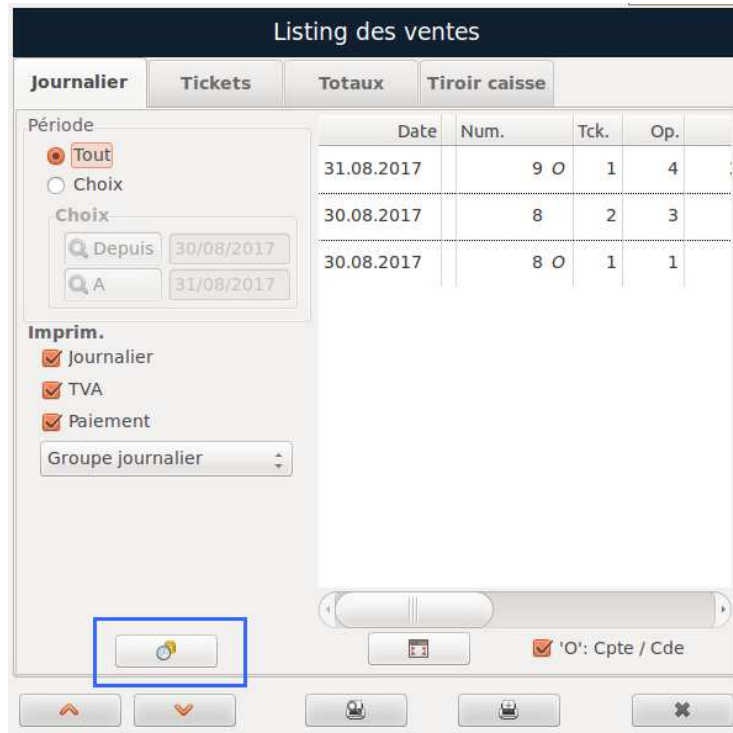 Listing des ventes
Journalier Tickets Totaux Tiroir caisse
Période
Tout
Choix
Choix
Depuis 30/08/2017
A 31/08/2017
Imprim.
Journalier
TVA
Paiement
Groupe journalier
Date Num. Tck. Op.
31.08.2017 9 O 1 4
30.08.2017 8 2 3
30.08.2017 8 O 1 1
'O': Cpte / Cde